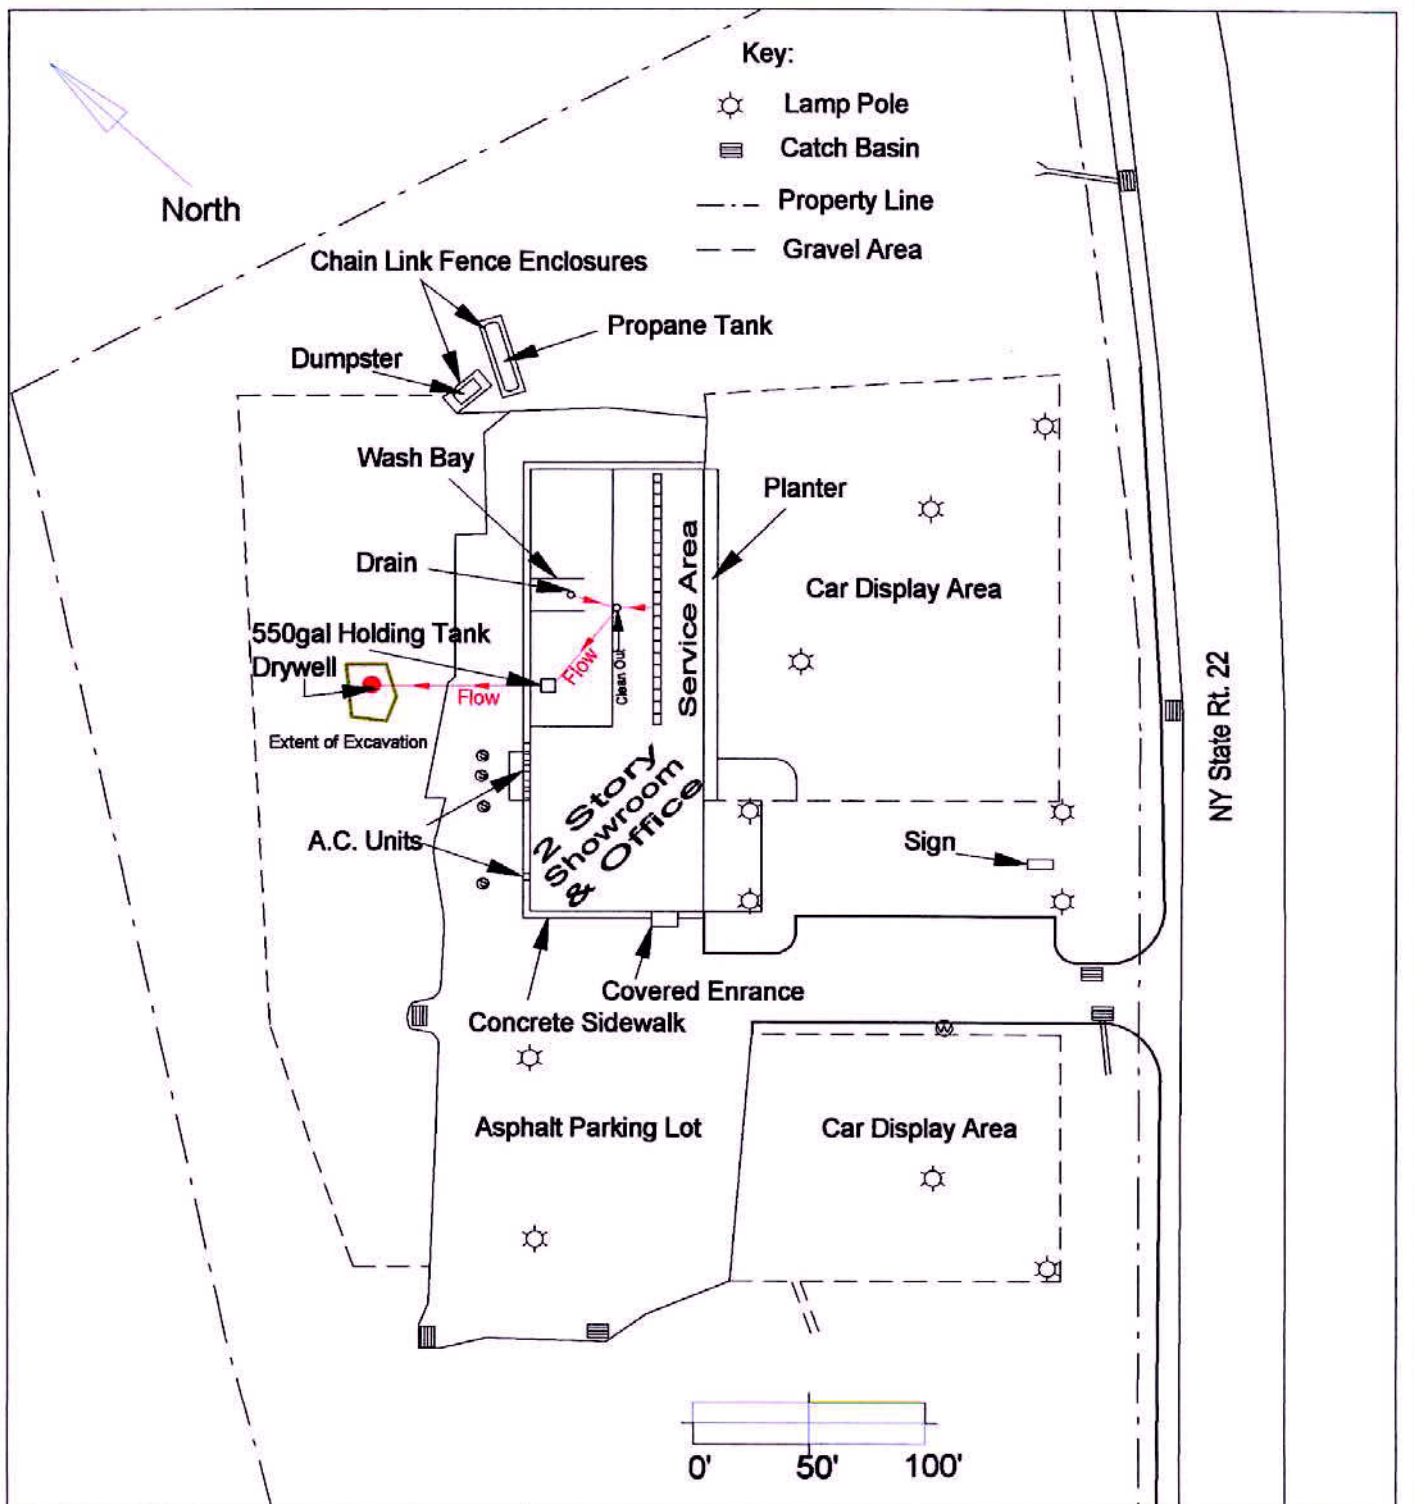 Key:
Lamp Pole
Catch Basin
Property Line
Gravel Area
North
Chain Link Fence Enclosures
Propane Tank
Dumpster
Wash Bay
Planter
Drain
Service Area
Car Display Area
550gal Holding Tank
Drywell
Flow
Flow
Clean Out
Extent of Excavation
NY State Rt. 22
2 Story
Showroom
& Office
A.C. Units
Sign
Covered Enrance
Concrete Sidewalk
W
Asphalt Parking Lot
Car Display Area
0' 50' 100'